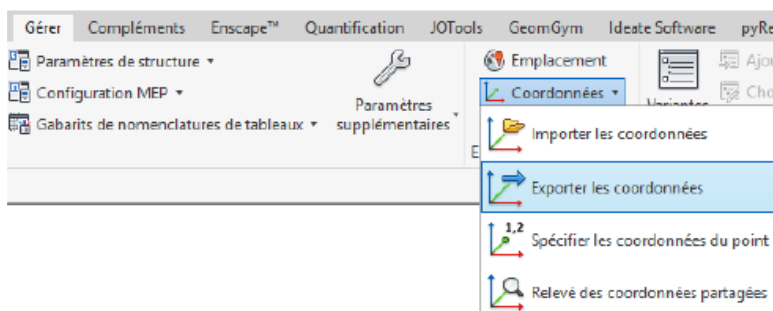 Gérer Compléments Enscape™ Quantification JOTools GeomGym Ideate Software
Paramètres de structure
Configuration MEP
Gabarits de nomenclatures de tableaux
Paramètres
supplémentaires
Emplacement
Coordonnées
Importer les coordonnées
Exporter les coordonnées
1,2
Spécifier les coordonnées du point
Relevé des coordonnées partagées